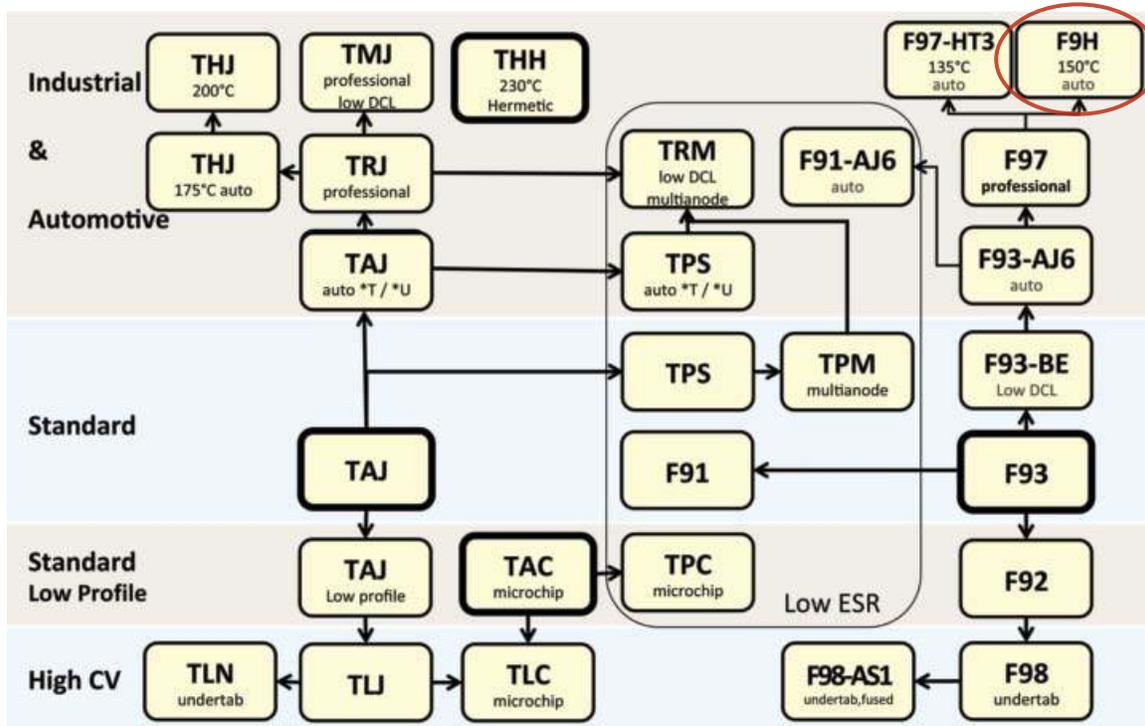 Industrial
&
Automotive
THJ
200°C
TMJ
professional
low DCL
THH
230°C
Hermetic
F97-HT3
135°C
auto
F9H
150°C
auto
THJ
175°C auto
TRJ
professional
TRM
low DCL
multianode
F91-AJ6
auto
F97
professional
TAJ
auto *T / *U
TPS
auto *T / *U
F93-AJ6
auto
Standard
TPS
TPM
multianode
F93-BE
Low DCL
TAJ
F91
F93
Standard
Low Profile
TAJ
Low profile
TAC
microchip
TPC
microchip
Low ESR
F92
High CV
TLN
undertab
TLJ
TLC
microchip
F98-AS1
undertab,fused
F98
undertab